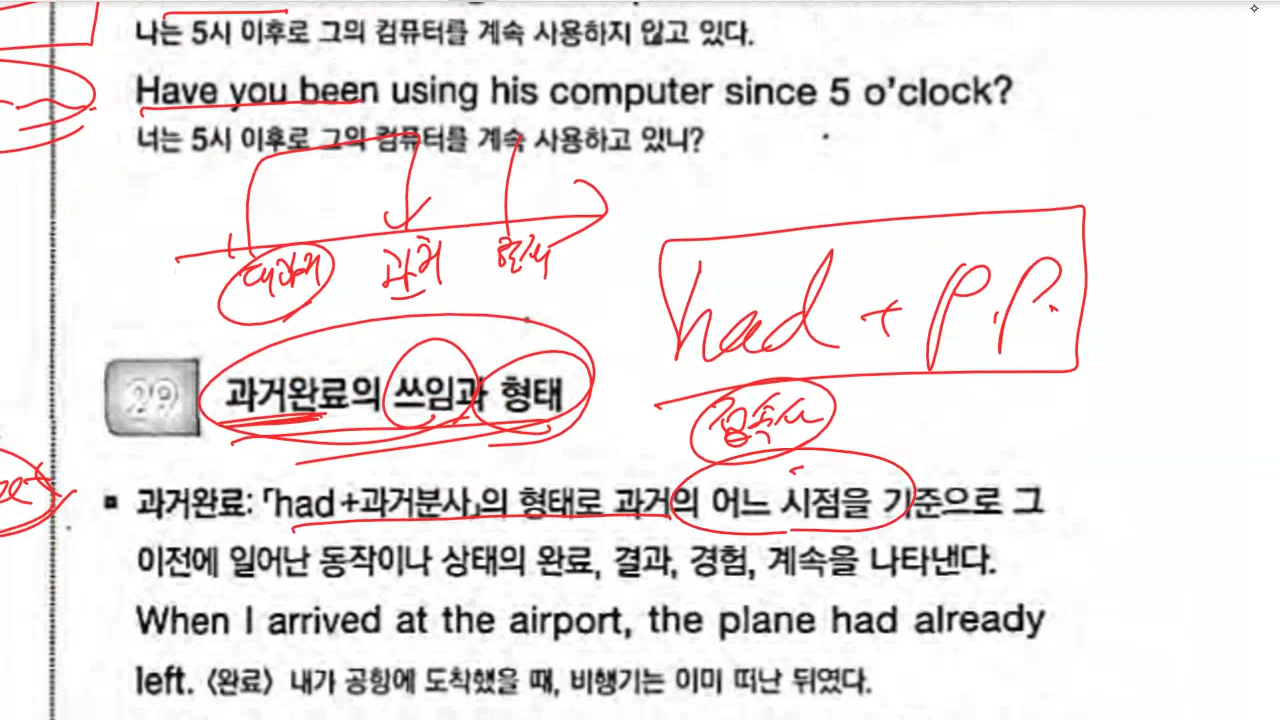 나는 5시 이후로 그의 컴퓨터를 계속 사용하지 않고 있다.
Have you been using his computer since 5 o'clock?
너는 5시 이후로 그의 컴퓨터를 계속 사용하고 있니?
대과거 과거 현재
had + P.P.
29 과거완료의 쓰임과 형태
접속사
▪ 과거완료: 「had+과거분사」의 형태로 과거의 어느 시점을 기준으로 그
이전에 일어난 동작이나 상태의 완료, 결과, 경험, 계속을 나타낸다.
When I arrived at the airport, the plane had already
left. 〈완료〉 내가 공항에 도착했을 때, 비행기는 이미 떠난 뒤였다.